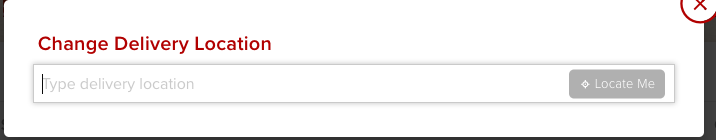 Change Delivery Location
Type delivery location
Locate Me